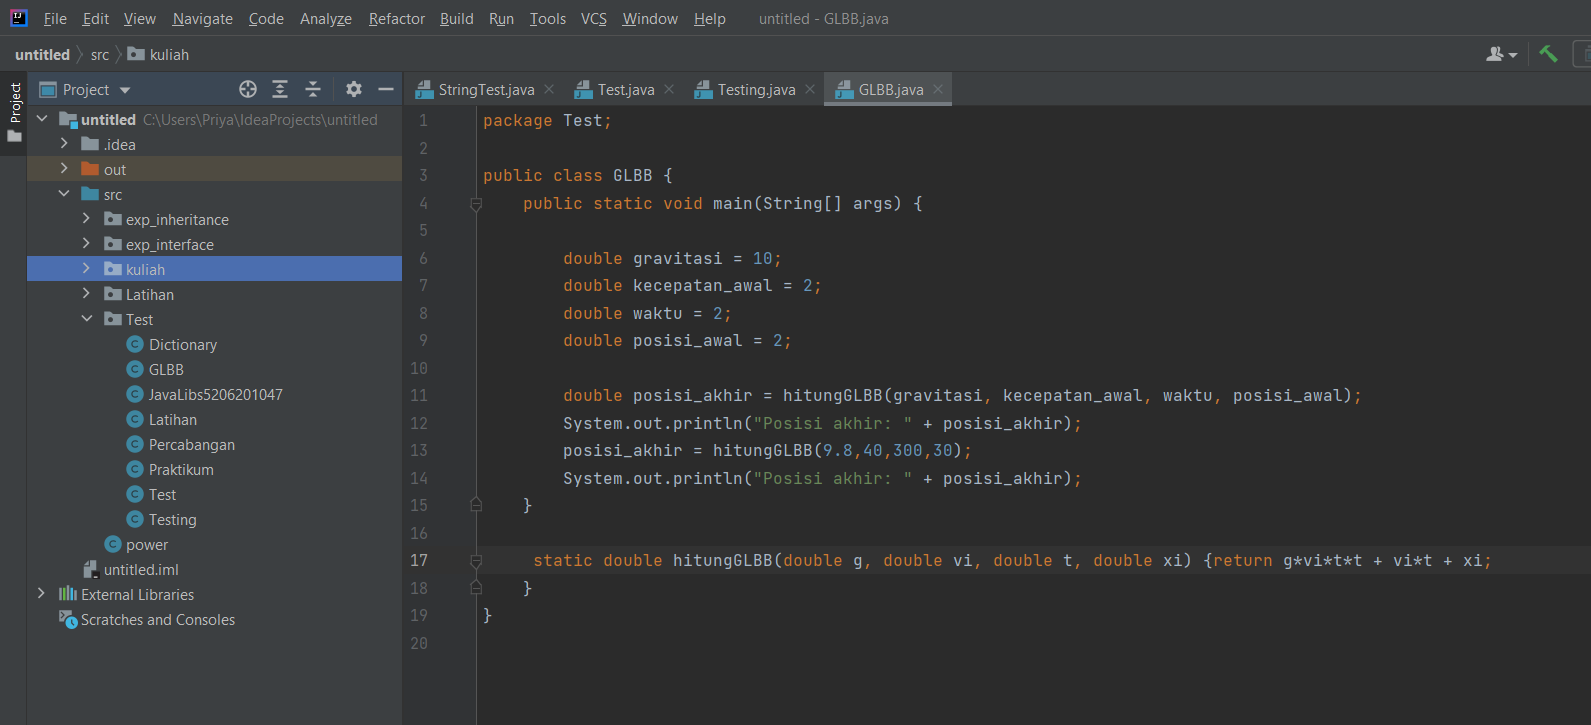 File Edit View Navigate Code Analyze Refactor Build Run Tools VCS Window Help untitled - GLBB.java
untitled src kuliah
Project
Project
untitled C:\Users\Priya\IdeaProjects\untitled
.idea
out
src
exp_inheritance
exp_interface
kuliah
Latihan
Test
Dictionary
GLBB
JavaLibs5206201047
Latihan
Percabangan
Praktikum
Test
Testing
power
untitled.iml
External Libraries
Scratches and Consoles
StringTest.java Test.java Testing.java GLBB.java
1 package Test;
2
3 public class GLBB {
4 public static void main(String[] args) {
5
6 double gravitasi = 10;
7 double kecepatan_awal = 2;
8 double waktu = 2;
9 double posisi_awal = 2;
10
11 double posisi_akhir = hitungGLBB(gravitasi, kecepatan_awal, waktu, posisi_awal);
12 System.out.println("Posisi akhir: " + posisi_akhir);
13 posisi_akhir = hitungGLBB(9.8,40,300,30);
14 System.out.println("Posisi akhir: " + posisi_akhir);
15 }
16
17 static double hitungGLBB(double g, double vi, double t, double xi) {return g*vi*t*t + vi*t + xi;
18 }
19 }
20